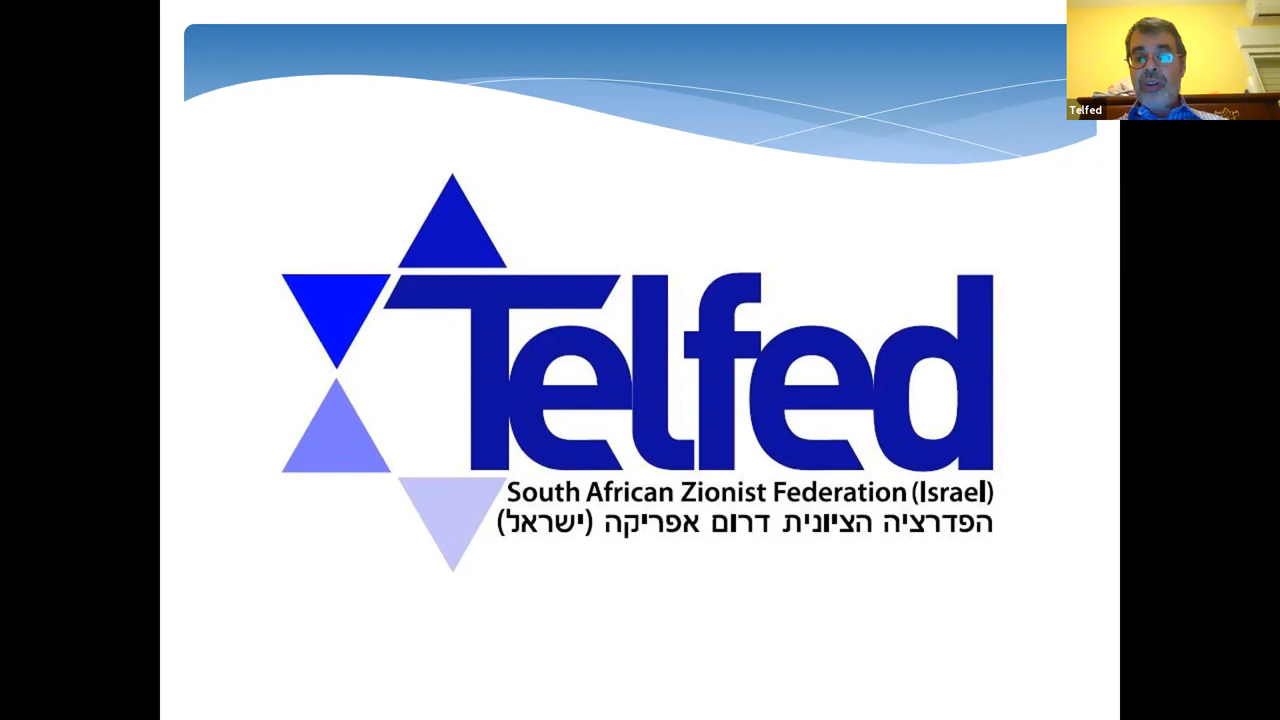 Telfed
Telfed
South African Zionist Federation (Israel)
הפדרציה הציונית דרום אפריקה (ישראל)